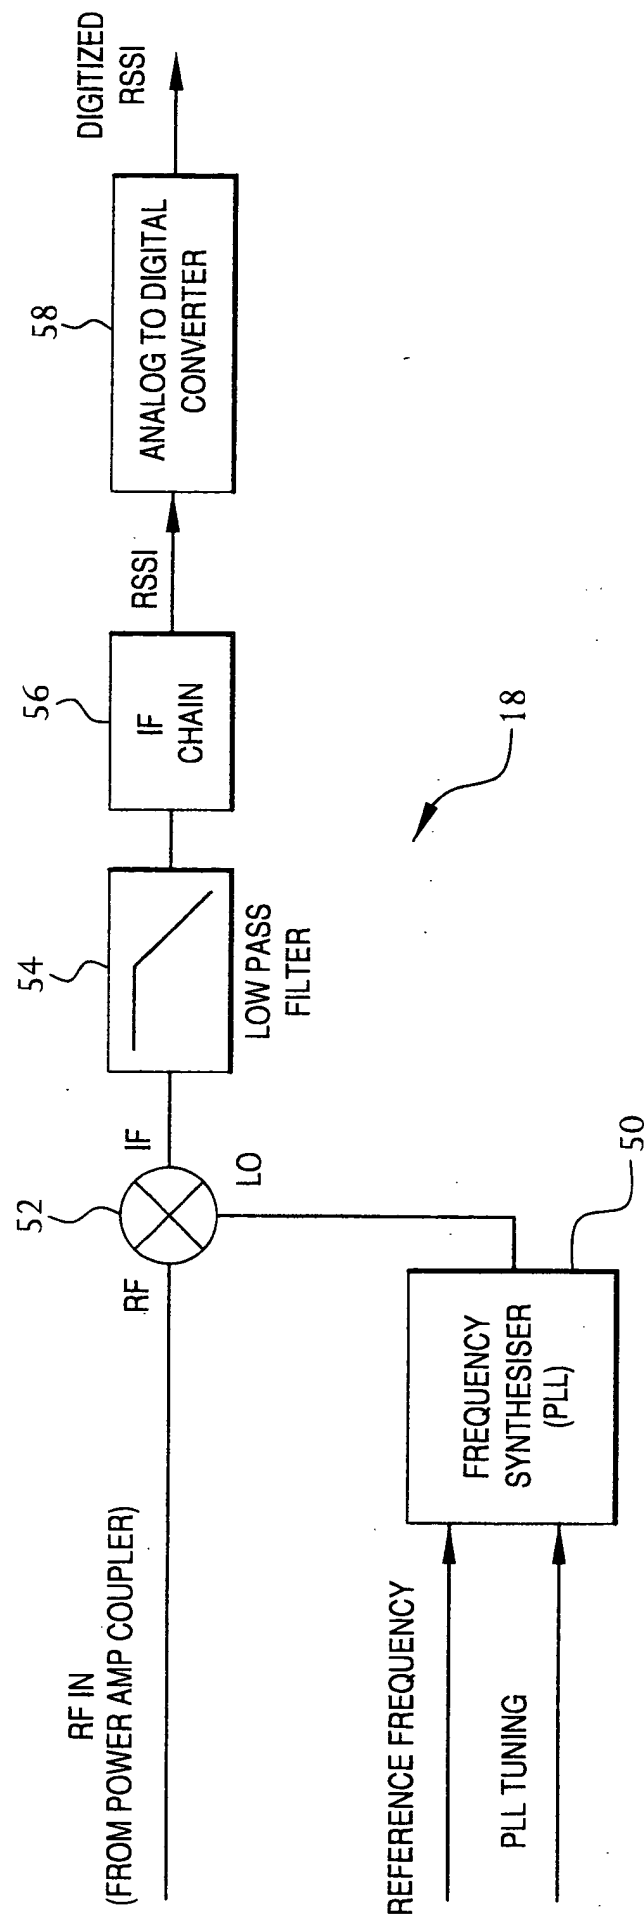 RF IN
(FROM POWER AMP COUPLER)
RF
52
IF
LO
54
LOW PASS
FILTER
56
IF
CHAIN
RSSI
58
ANALOG TO DIGITAL
CONVERTER
DIGITIZED
RSSI
REFERENCE FREQUENCY
PLL TUNING
FREQUENCY
SYNTHESISER
(PLL)
50
18